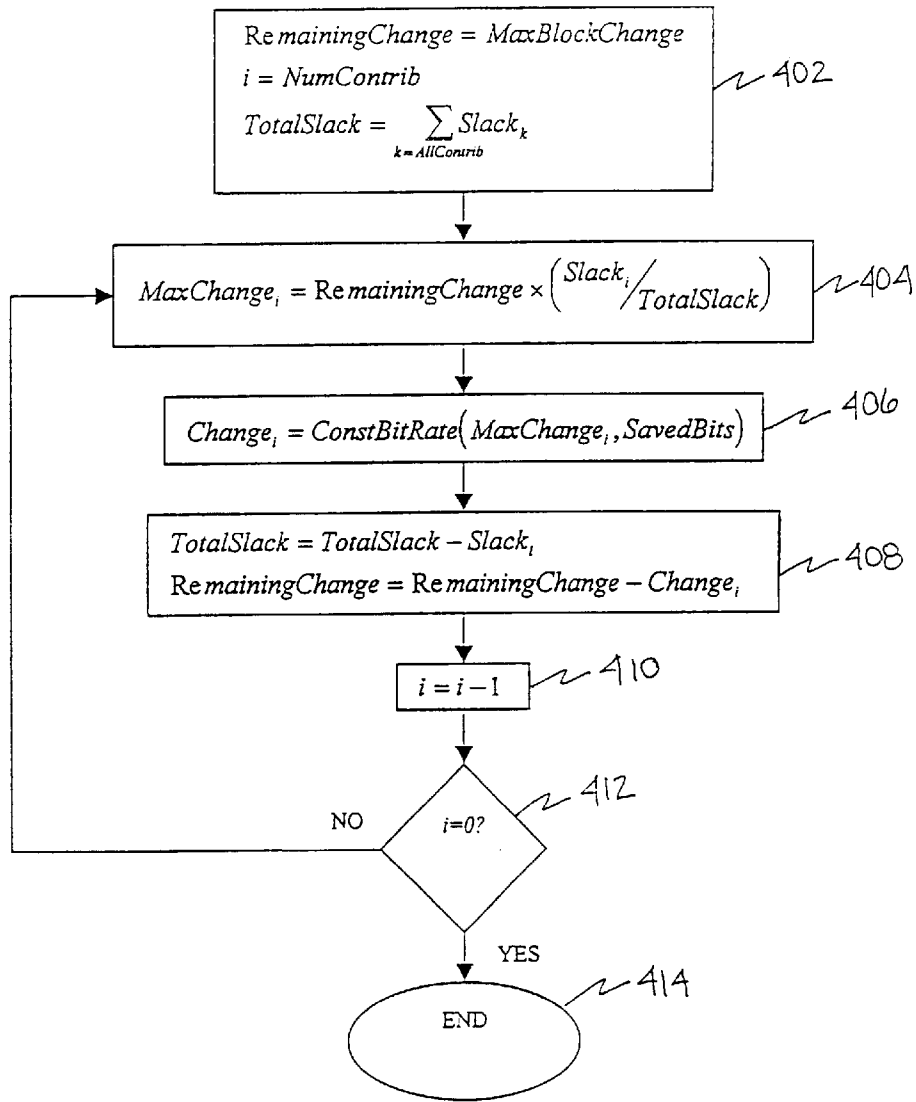 RemainingChange = MaxBlockChange
i = NumContrib
TotalSlack = ∑ Slack_k
k = AllContrib
402
MaxChange_i = RemainingChange × (Slack_i / TotalSlack)
404
Change_i = ConstBitRate(MaxChange_i, SavedBits)
406
TotalSlack = TotalSlack − Slack_i
RemainingChange = RemainingChange − Change_i
408
i = i − 1
410
i=0?
412
NO
YES
END
414